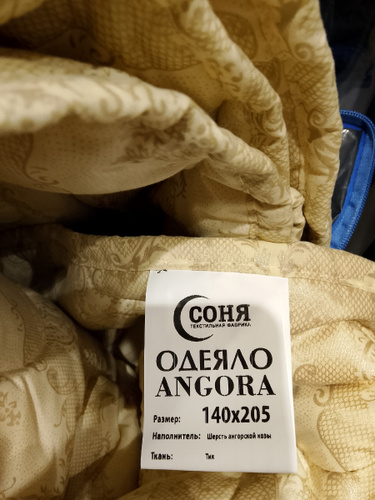 СОНЯ
ТЕКСТИЛЬНАЯ ФАБРИКА
ОДЕЯЛО
ANGORA
Размер: 140x205
Наполнитель: Шерсть ангорской козы
Ткань: Тик